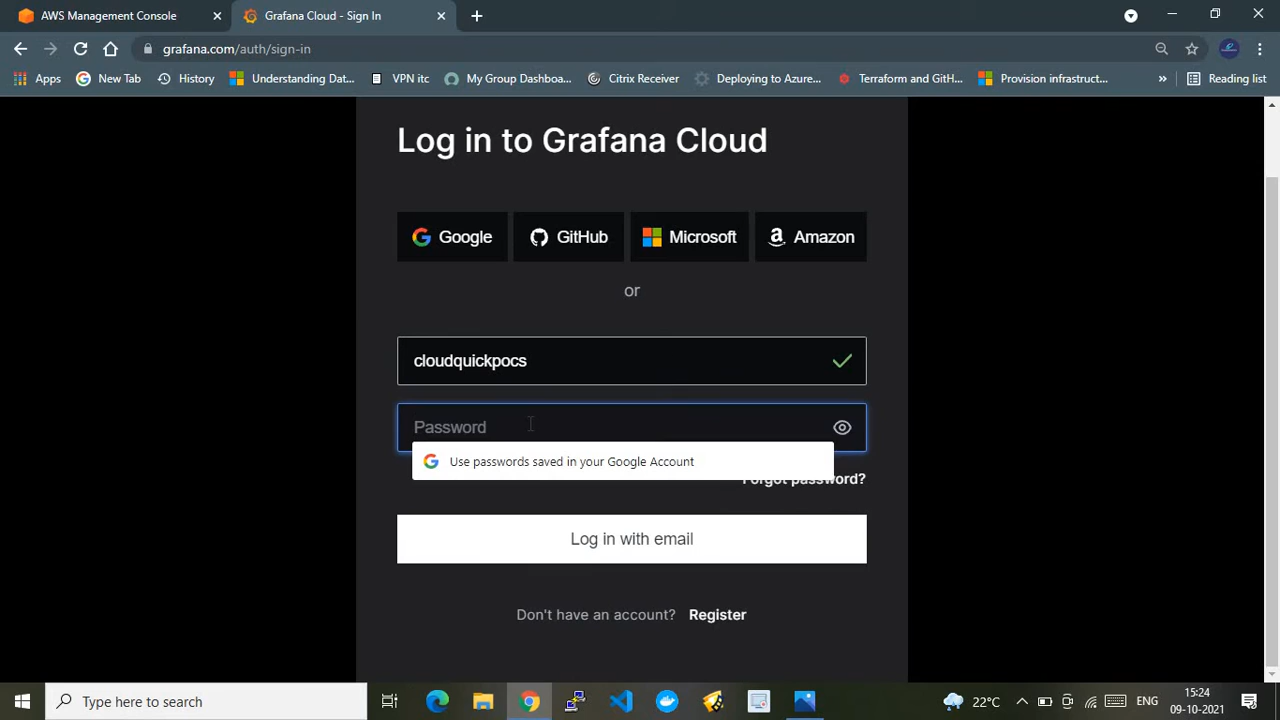 AWS Management Console
Grafana Cloud - Sign In
grafana.com/auth/sign-in
Apps
New Tab
History
Understanding Dat...
VPN itc
My Group Dashboa...
Citrix Receiver
Deploying to Azure...
Terraform and GitH...
Provision infrastruct...
»
Reading list
Log in to Grafana Cloud
Google
GitHub
Microsoft
Amazon
or
cloudquickpocs
Password
Use passwords saved in your Google Account
Forgot password?
Log in with email
Don't have an account? Register
Type here to search
22°C
ENG
15:24
09-10-2021